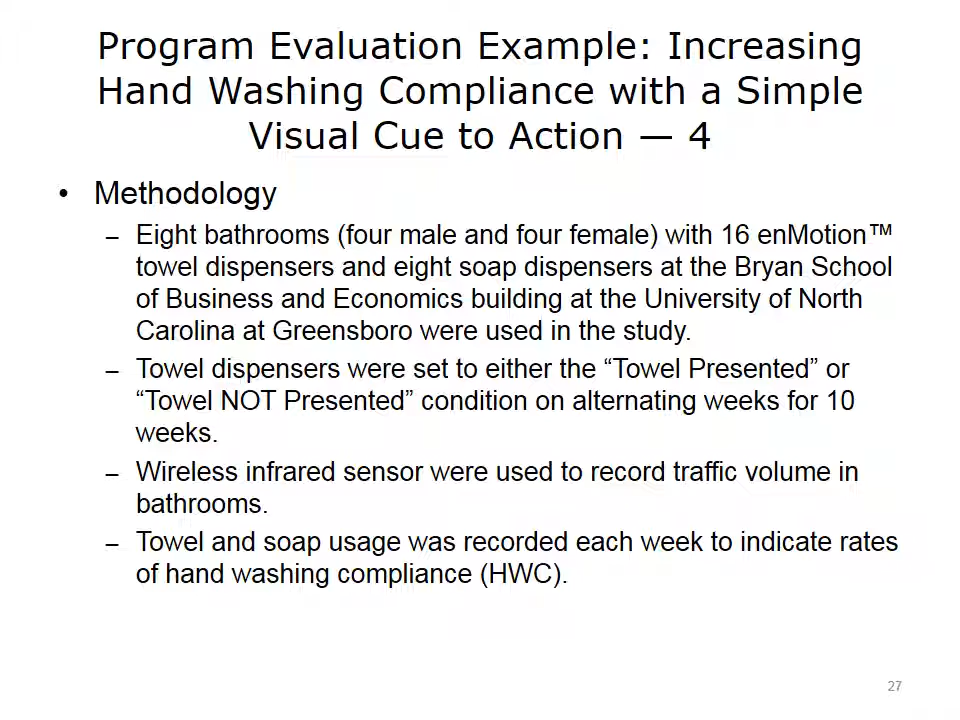 Program Evaluation Example: Increasing
Hand Washing Compliance with a Simple
Visual Cue to Action — 4
• Methodology
– Eight bathrooms (four male and four female) with 16 enMotion™
towel dispensers and eight soap dispensers at the Bryan School
of Business and Economics building at the University of North
Carolina at Greensboro were used in the study.
– Towel dispensers were set to either the “Towel Presented” or
“Towel NOT Presented” condition on alternating weeks for 10
weeks.
– Wireless infrared sensor were used to record traffic volume in
bathrooms.
– Towel and soap usage was recorded each week to indicate rates
of hand washing compliance (HWC).
27